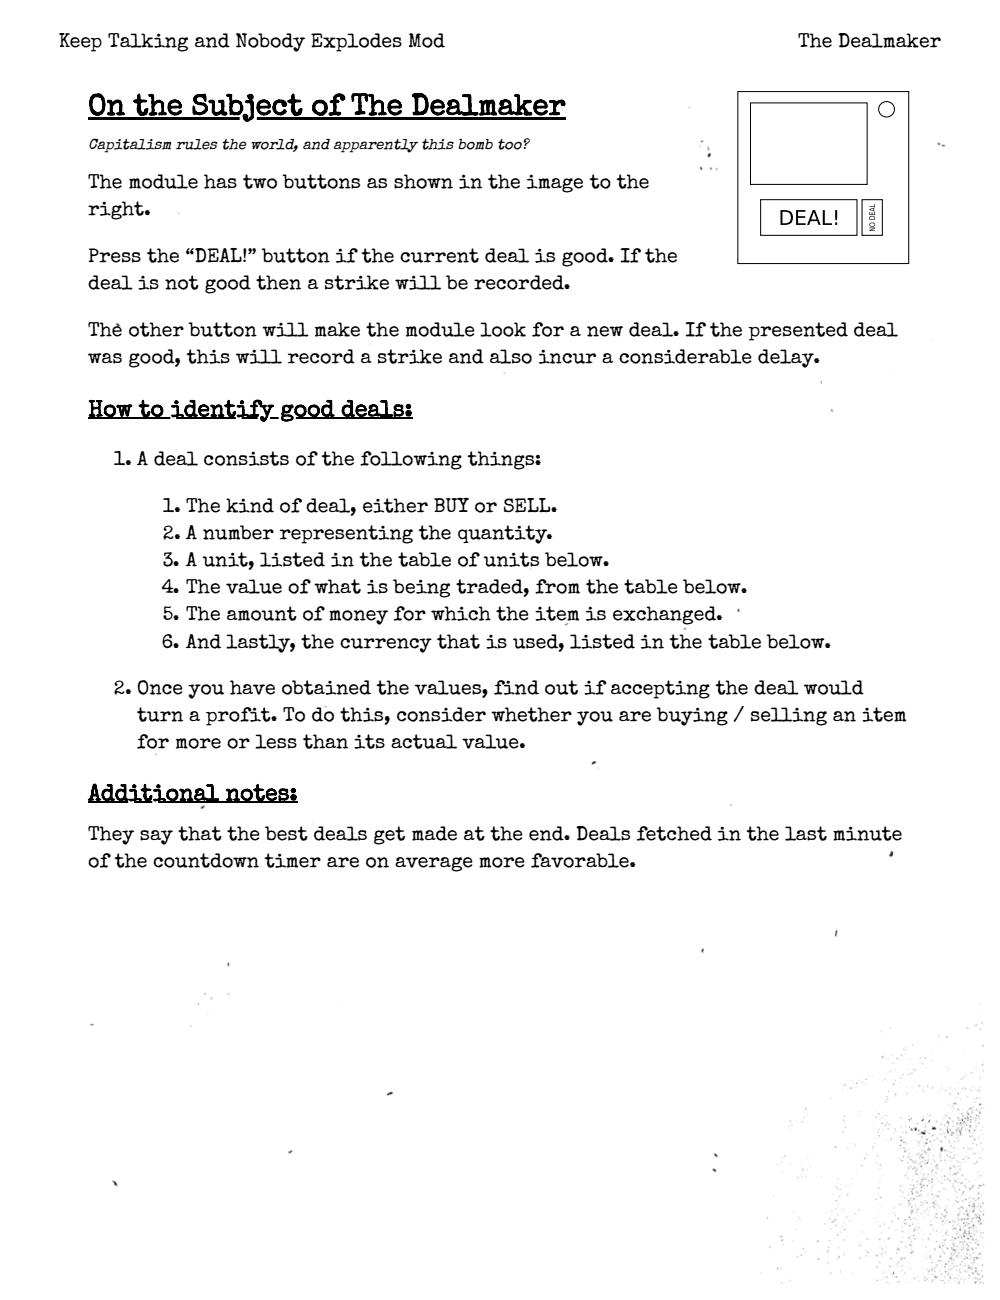 Keep Talking and Nobody Explodes Mod
The Dealmaker
On the Subject of The Dealmaker
Capitalism rules the world, and apparently this bomb too?
The module has two buttons as shown in the image to the
right.
DEAL!
NO DEAL
Press the “DEAL!” button if the current deal is good. If the
deal is not good then a strike will be recorded.
The other button will make the module look for a new deal. If the presented deal
was good, this will record a strike and also incur a considerable delay.
How to identify good deals:
1. A deal consists of the following things:
1. The kind of deal, either BUY or SELL.
2. A number representing the quantity.
3. A unit, listed in the table of units below.
4. The value of what is being traded, from the table below.
5. The amount of money for which the item is exchanged.
6. And lastly, the currency that is used, listed in the table below.
2. Once you have obtained the values, find out if accepting the deal would
turn a profit. To do this, consider whether you are buying / selling an item
for more or less than its actual value.
Additional notes:
They say that the best deals get made at the end. Deals fetched in the last minute
of the countdown timer are on average more favorable.